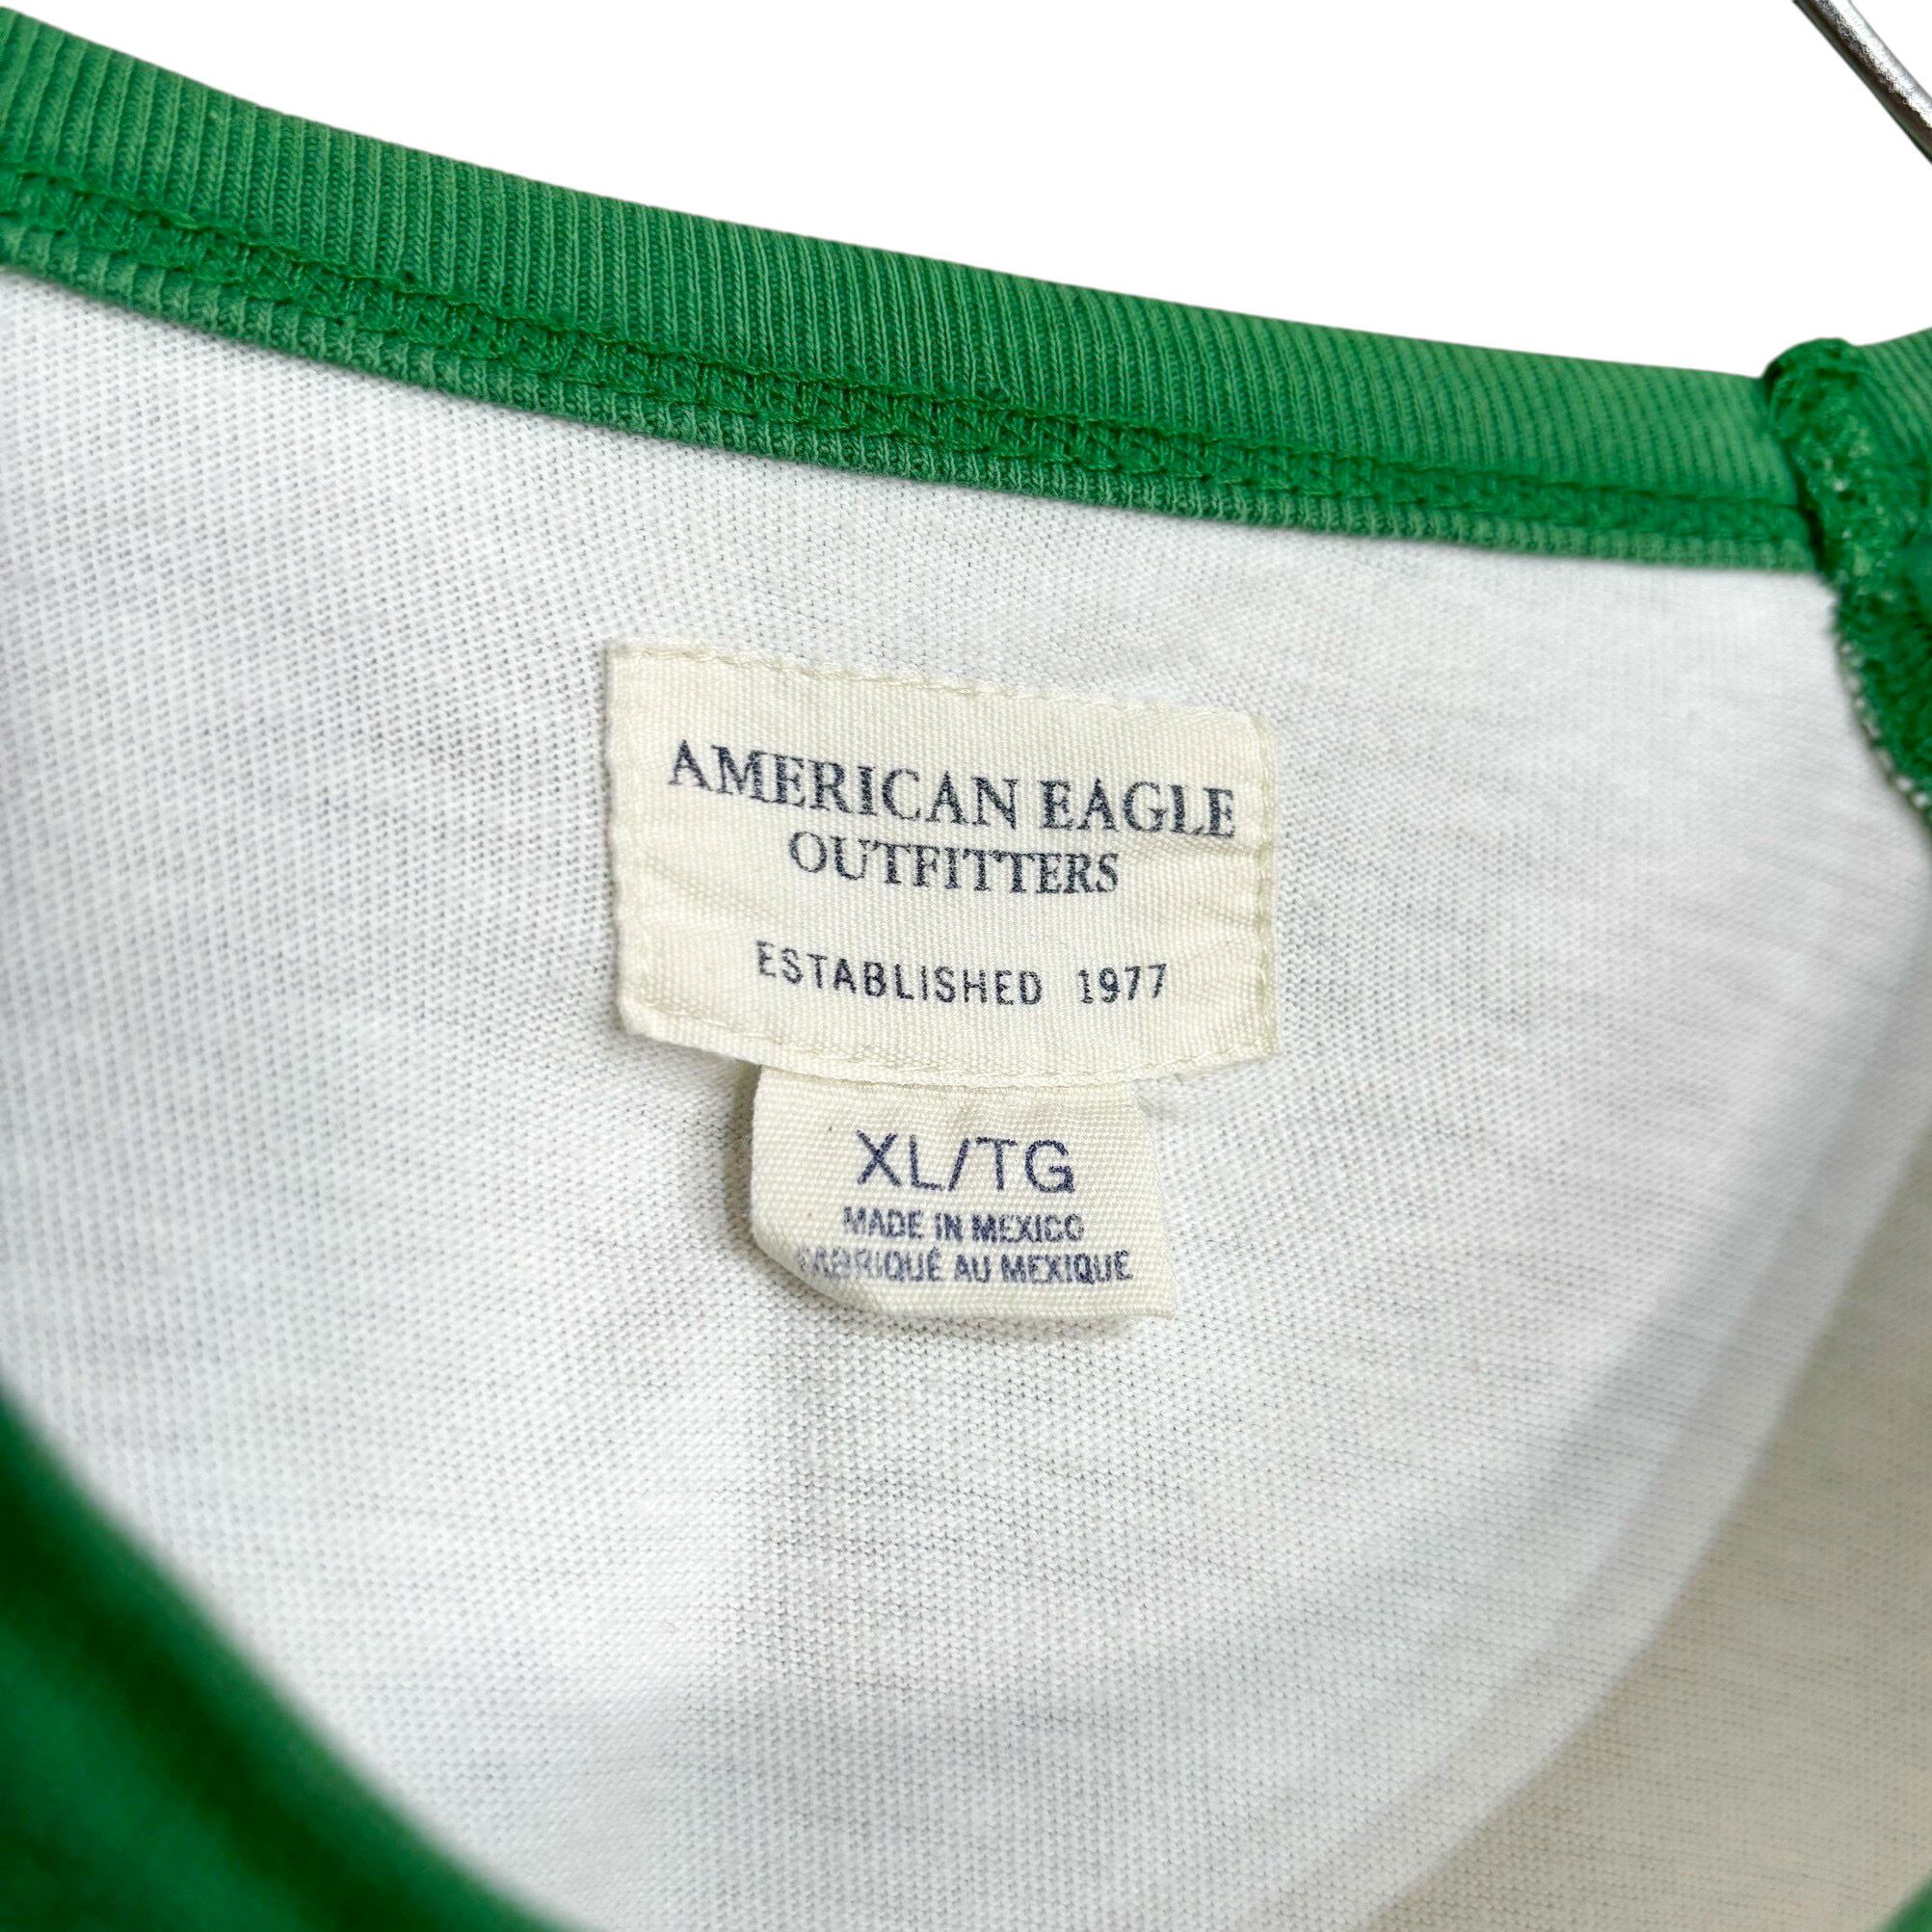 AMERICAN EAGLE
OUTFITTERS
ESTABLISHED 1977
XL/TG
MADE IN MEXICO
FABRIQUÉ AU MEXIQUE